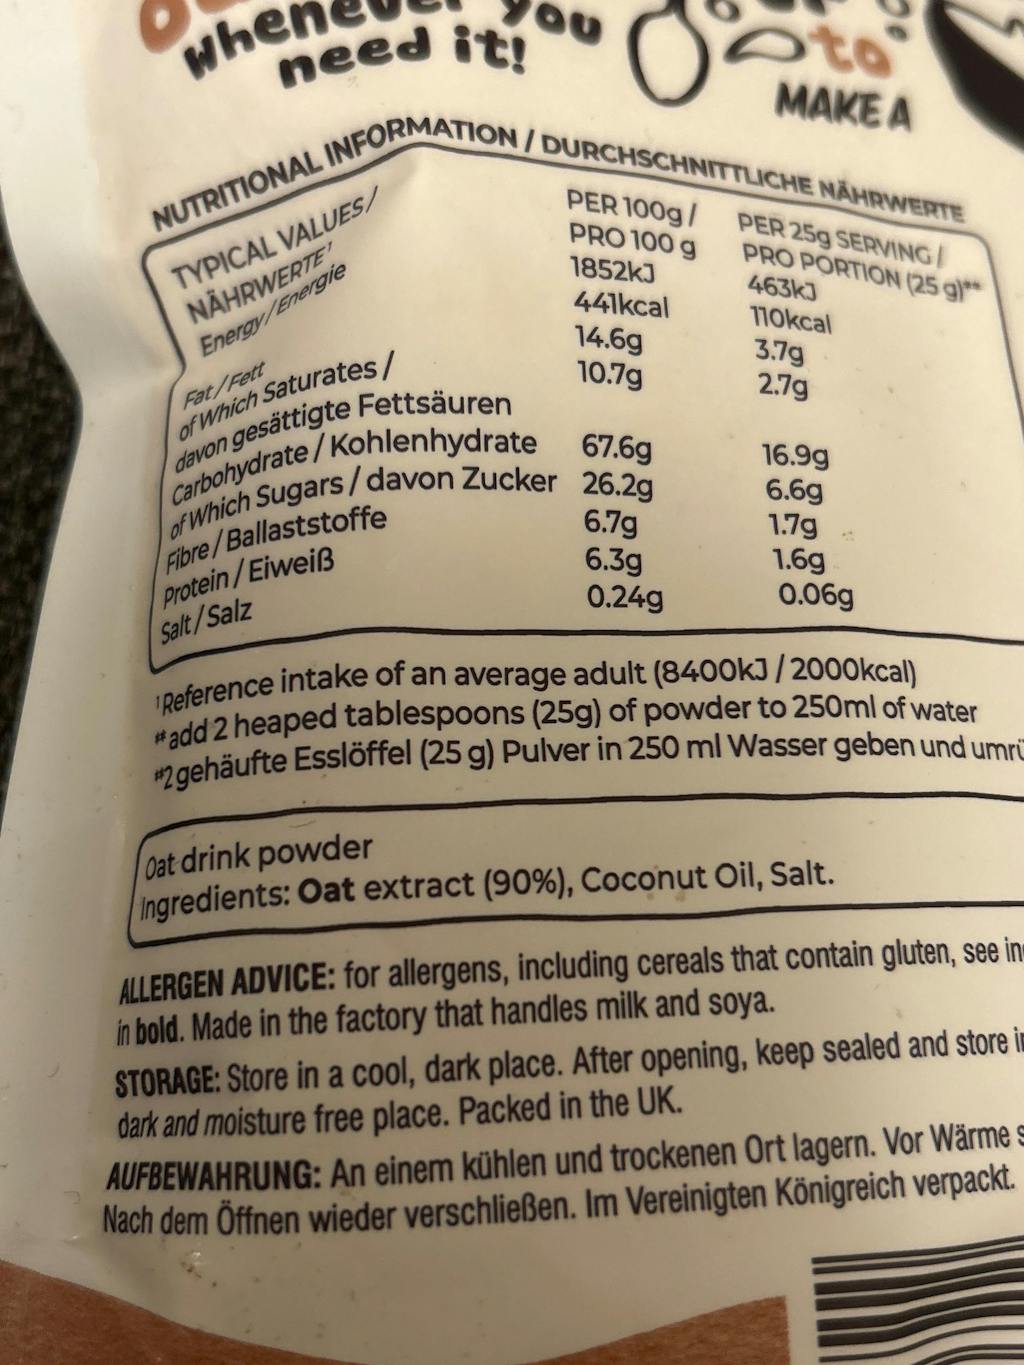 Whenever you
need it!
to
MAKE A
NUTRITIONAL INFORMATION / DURCHSCHNITTLICHE NÄHRWERTE
TYPICAL VALUES/ PER 100g / PER 25g SERVING /
NÄHRWERTE¹ PRO 100 g PRO PORTION (25 g)**
Energy / Energie 1852kJ 463kJ
441kcal 110kcal
Fat / Fett 14.6g 3.7g
of Which Saturates / 10.7g 2.7g
davon gesättigte Fettsäuren
Carbohydrate / Kohlenhydrate 67.6g 16.9g
of Which Sugars / davon Zucker 26.2g 6.6g
Fibre / Ballaststoffe 6.7g 1.7g
Protein / Eiweiß 6.3g 1.6g
Salt / Salz 0.24g 0.06g
¹Reference intake of an average adult (8400kJ / 2000kcal)
**add 2 heaped tablespoons (25g) of powder to 250ml of water
**2 gehäufte Esslöffel (25 g) Pulver in 250 ml Wasser geben und
Oat drink powder
Ingredients: Oat extract (90%), Coconut Oil, Salt.
ALLERGEN ADVICE: for allergens, including cereals that contain gluten, see
in bold. Made in the factory that handles milk and soya.
STORAGE: Store in a cool, dark place. After opening, keep sealed and store
dark and moisture free place. Packed in the UK.
AUFBEWAHRUNG: An einem kühlen und trockenen Ort lagern. Vor Wärme
Nach dem Öffnen wieder verschließen. Im Vereinigten Königreich verpackt.